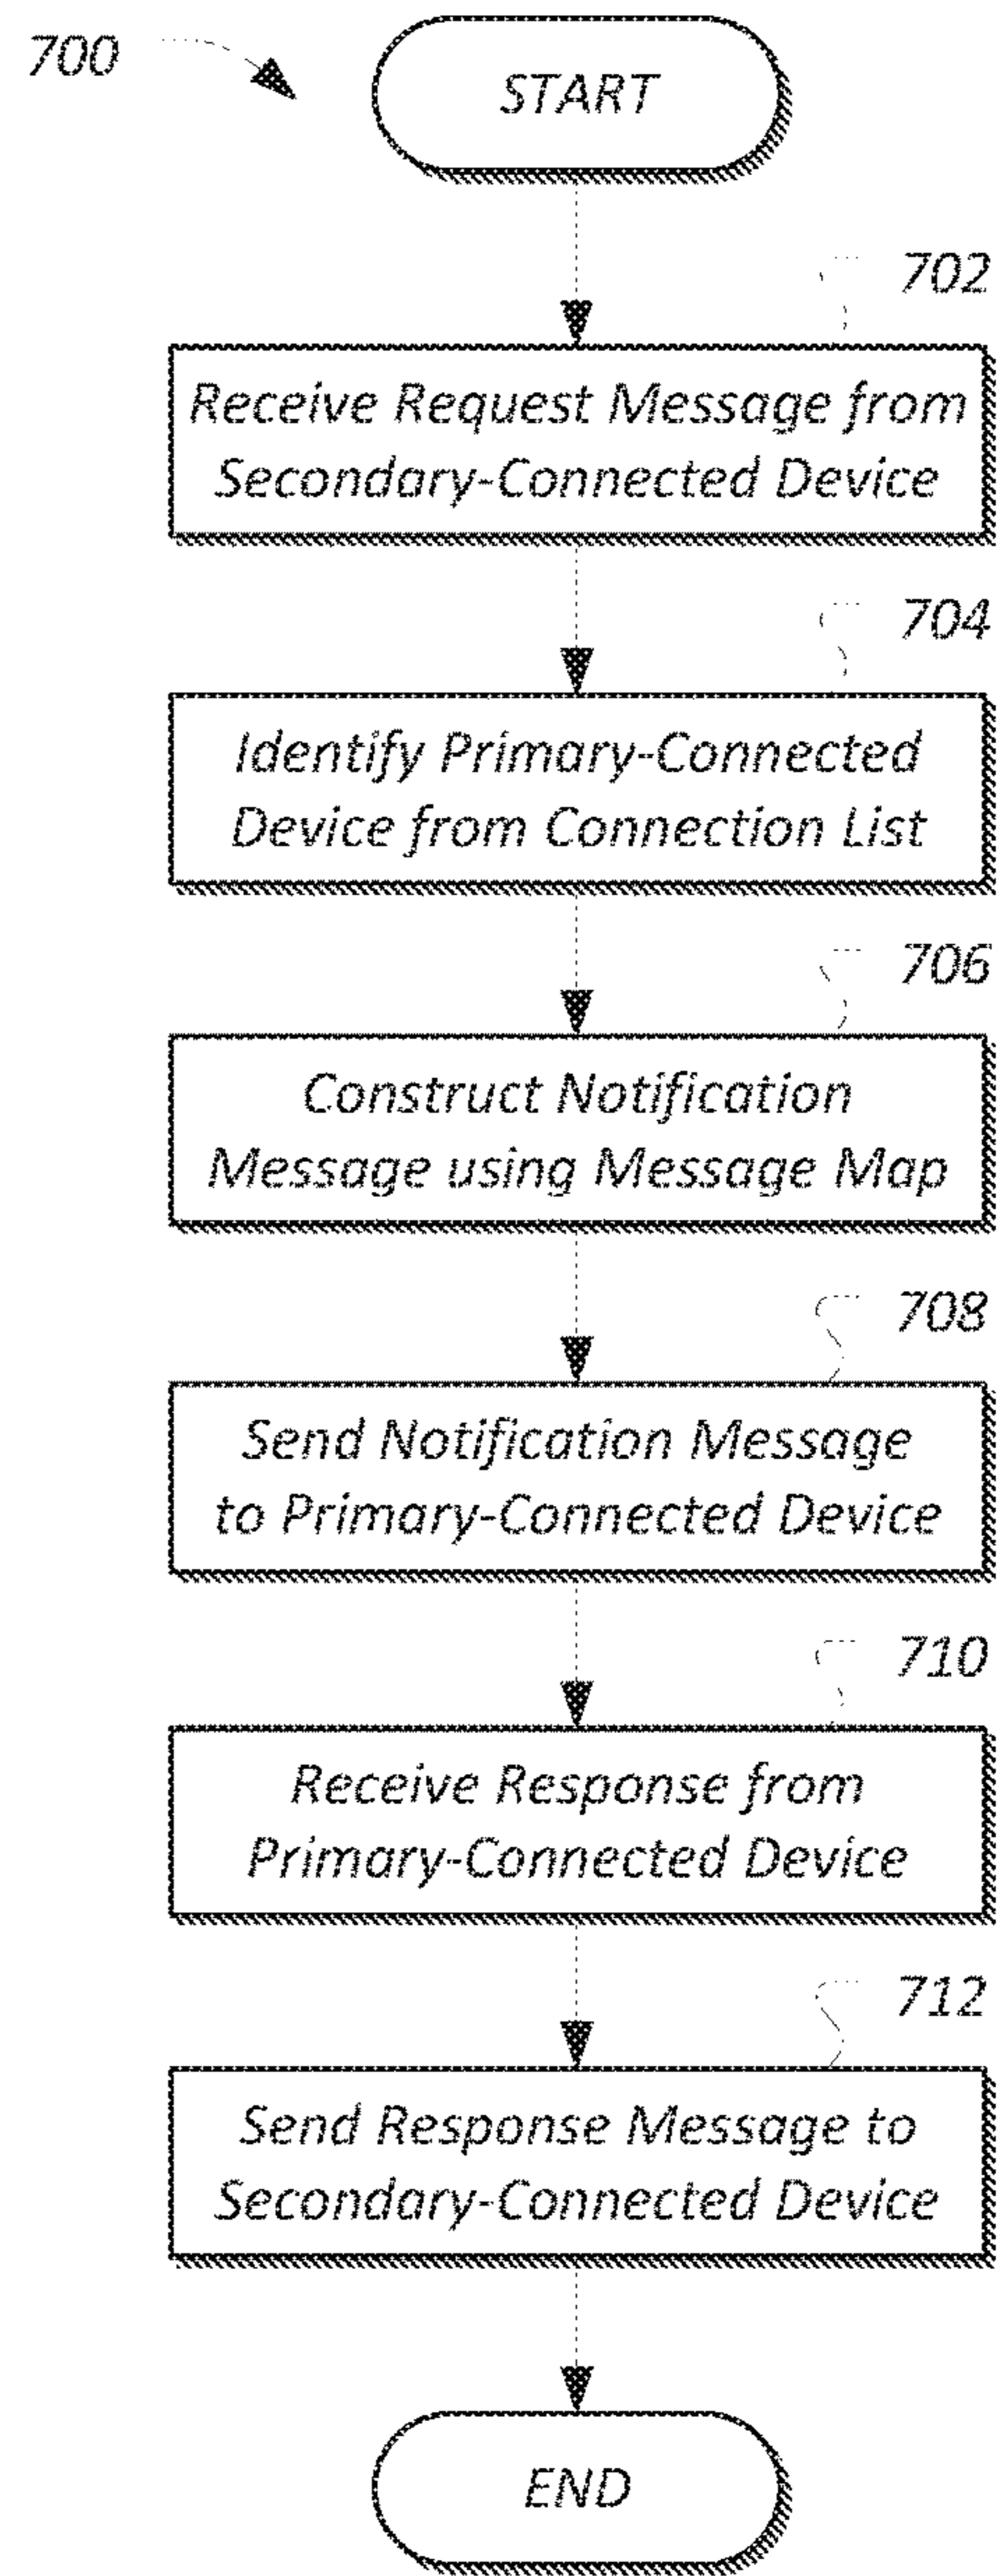 700
START
702
Receive Request Message from
Secondary-Connected Device
704
Identify Primary-Connected
Device from Connection List
706
Construct Notification
Message using Message Map
708
Send Notification Message
to Primary-Connected Device
710
Receive Response from
Primary-Connected Device
712
Send Response Message to
Secondary-Connected Device
END